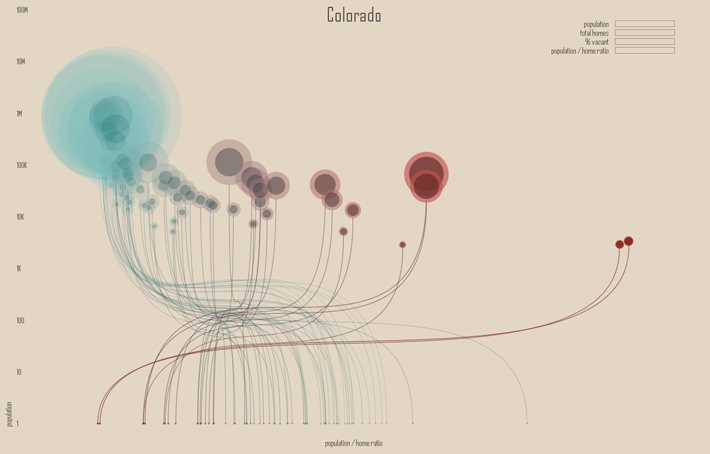 Colorado
population
total homes
% vacant
population / home ratio
100M
10M
1M
100K
10K
1K
100
10
1
population
population / home ratio